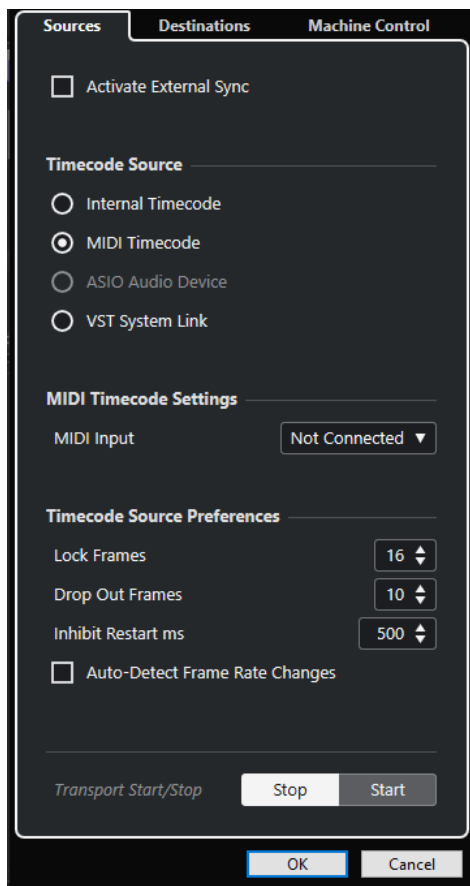 Sources Destinations Machine Control
Activate External Sync
Timecode Source
Internal Timecode
MIDI Timecode
ASIO Audio Device
VST System Link
MIDI Timecode Settings
MIDI Input Not Connected
Timecode Source Preferences
Lock Frames 16
Drop Out Frames 10
Inhibit Restart ms 500
Auto-Detect Frame Rate Changes
Transport Start/Stop Stop Start
OK Cancel